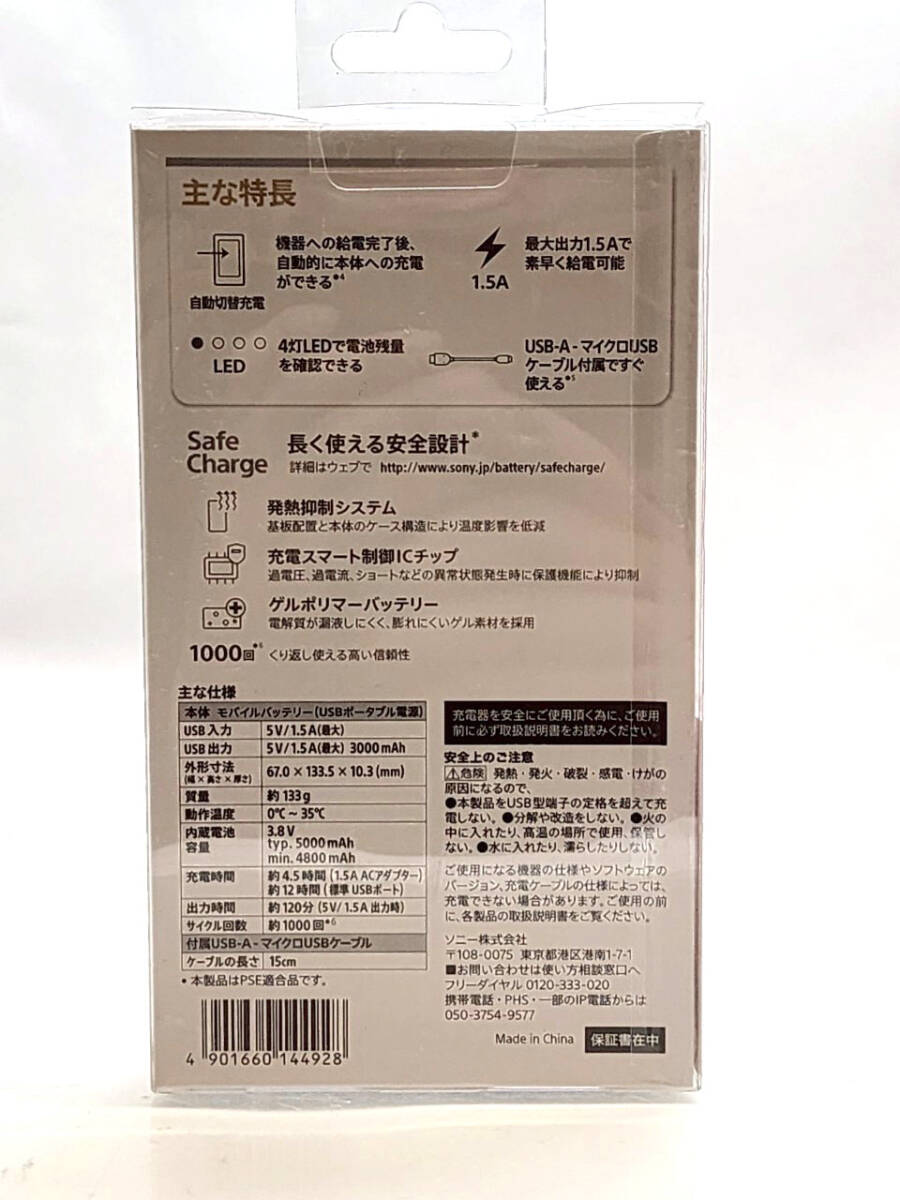 主な特長
機器への給電完了後、
自動的に本体への充電
ができる*4
自動切替充電
1.5A
最大出力1.5Aで
素早く給電可能
LED
4灯LEDで電池残量
を確認できる
USB-A - マイクロUSB
ケーブル付属ですぐ
使える*5
Safe
Charge
長く使える安全設計*
詳細はウェブで http://www.sony.jp/battery/safecharge/
発熱抑制システム
基板配置と本体のケース構造により温度影響を低減
充電スマート制御ICチップ
過電圧、過電流、ショートなどの異常状態発生時に保護機能により抑制
ゲルポリマーバッテリー
電解質が漏液しにくく、膨れにくいゲル素材を採用
1000回*6 くり返し使える高い信頼性
主な仕様
本体 モバイルバッテリー(USBポータブル電源)
USB入力 5V/1.5A(最大)
USB出力 5V/1.5A(最大) 3000mAh
外形寸法
(幅×高さ×厚さ) 67.0×133.5×10.3(mm)
質量 約133g
動作温度 0℃~35℃
内蔵電池
容量
3.8V
typ. 5000mAh
min. 4800mAh
充電時間 約4.5時間 (1.5A ACアダプター)
約12時間 (標準USBポート)
出力時間 約120分 (5V/1.5A出力時)
サイクル回数 約1000回*6
付属USB-A - マイクロUSBケーブル
ケーブルの長さ 15cm
・本製品はPSE適合品です。
4 901660 144928
充電器を安全にご使用頂く為に、ご使用
前に必ず取扱説明書をお読みください。
安全上のご注意
⚠危険 発熱・発火・破裂・感電・けがの
原因になるので、
●本製品をUSB型端子の定格を超えて充
電しない。●分解や改造をしない。●火の
中に入れたり、高温の場所で使用、保管し
ない。●水に入れたり、濡らしたりしない。
ご使用になる機器の仕様やソフトウェアの
バージョン、充電ケーブルの仕様によっては、
充電できない場合があります。ご使用の前
に、各製品の取扱説明書をご覧ください。
ソニー株式会社
〒108-0075 東京都港区港南1-7-1
■お問い合わせは使い方相談窓口へ
フリーダイヤル 0120-333-020
携帯電話・PHS・一部のIP電話からは
050-3754-9577
Made in China 保証書在中